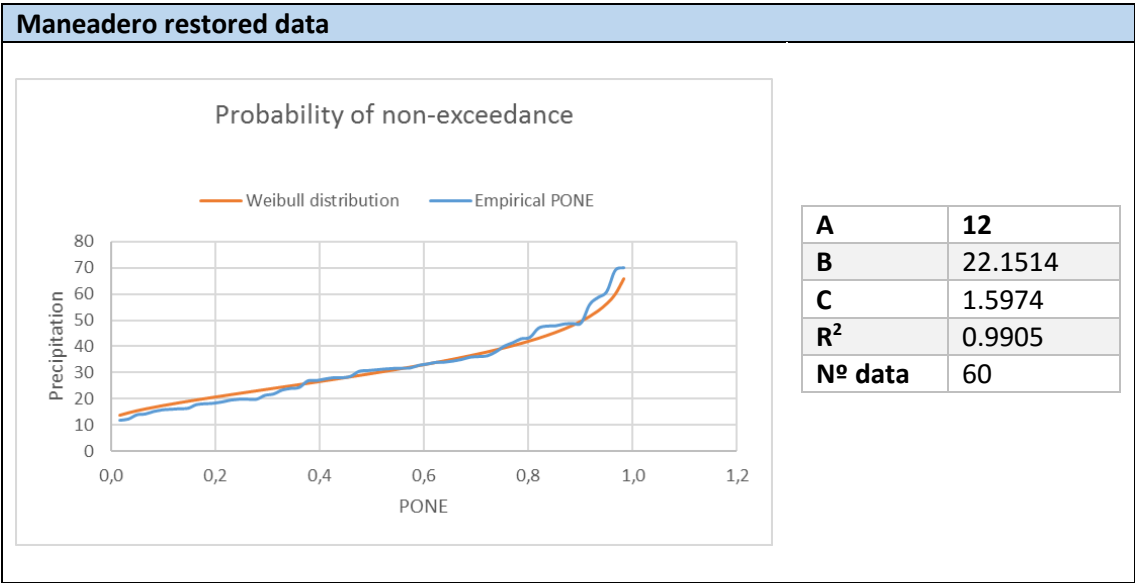 Maneadero restored data
Probability of non-exceedance
Weibull distribution Empirical PONE
80
70
60
50
40
30
20
10
0
Precipitation
0,0 0,2 0,4 0,6 0,8 1,0 1,2
PONE
A 12
B 22.1514
C 1.5974
R² 0.9905
Nº data 60